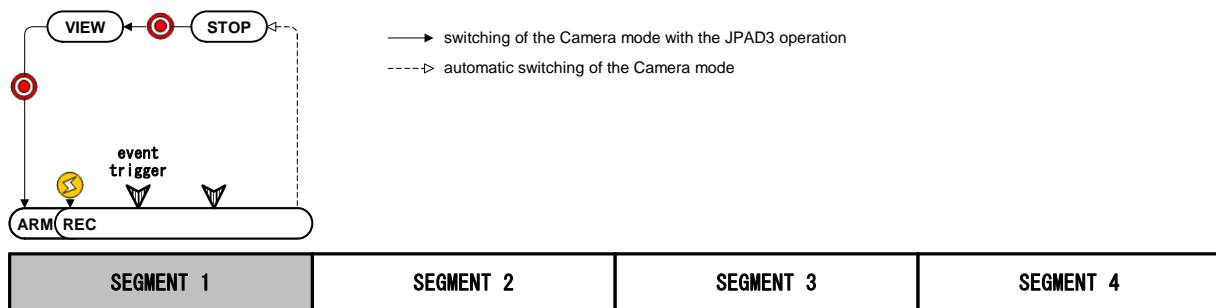 VIEW
STOP
switching of the Camera mode with the JPAD3 operation
automatic switching of the Camera mode
event
trigger
ARM
REC
SEGMENT 1
SEGMENT 2
SEGMENT 3
SEGMENT 4